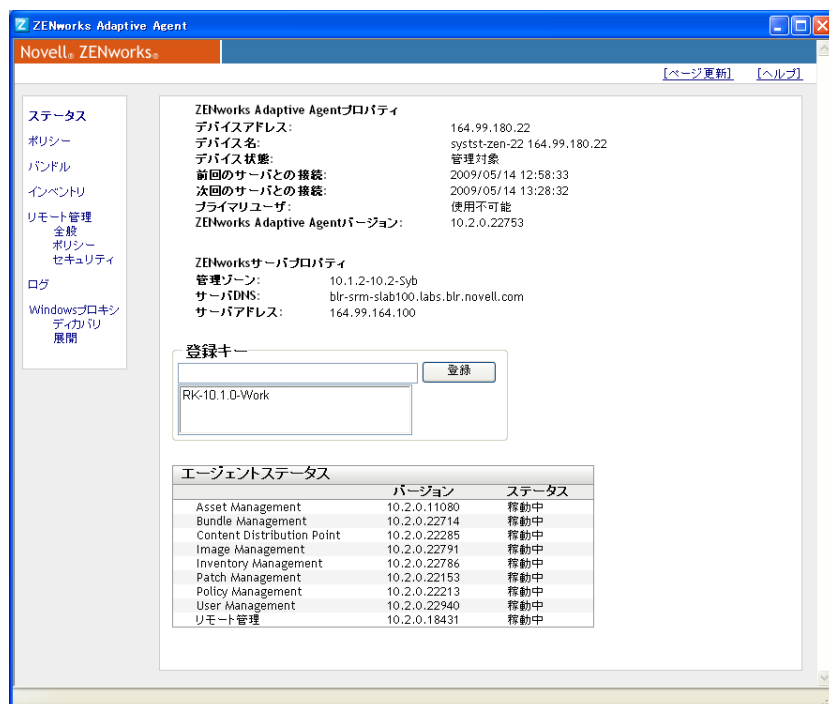 ZENworks Adaptive Agent
Novell® ZENworks®
[ページ更新] [ヘルプ]
ステータス
ポリシー
バンドル
インベントリ
リモート管理
全般
ポリシー
セキュリティ
ログ
Windowsプロキシ
ディカバリ
展開
ZENworks Adaptive Agentプロパティ
デバイスアドレス: 164.99.180.22
デバイス名: systst-zen-22 164.99.180.22
デバイス状態: 管理対象
前回のサーバとの接続: 2009/05/14 12:58:33
次回のサーバとの接続: 2009/05/14 13:28:32
プライマリユーザ: 使用不可能
ZENworks Adaptive Agentバージョン: 10.2.0.22753
ZENworksサーバプロパティ
管理ゾーン: 10.1.2-10.2-Syb
サーバDNS: blr-srm-slab100.labs.blr.novell.com
サーバアドレス: 164.99.164.100
登録キー
登録
RK-10.1.0-Work
エージェントステータス
バージョン ステータス
Asset Management 10.2.0.11080 稼動中
Bundle Management 10.2.0.22714 稼動中
Content Distribution Point 10.2.0.22285 稼動中
Image Management 10.2.0.22791 稼動中
Inventory Management 10.2.0.22786 稼動中
Patch Management 10.2.0.22153 稼動中
Policy Management 10.2.0.22213 稼動中
User Management 10.2.0.22940 稼動中
リモート管理 10.2.0.18431 稼動中